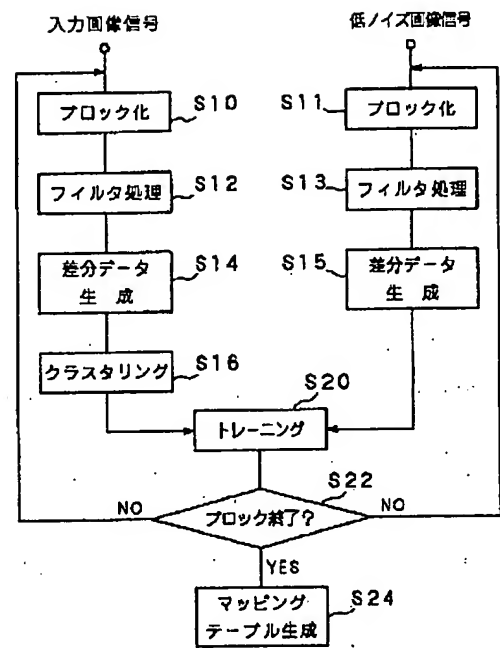 入力画像信号
低ノイズ画像信号
ブロック化
S10
S11
ブロック化
フィルタ処理
S12
S13
フィルタ処理
差分データ
生成
S14
S15
差分データ
生成
クラスタリング
S16
トレーニング
S20
NO
ブロック終了?
S22
NO
YES
マッピング
テーブル生成
S24